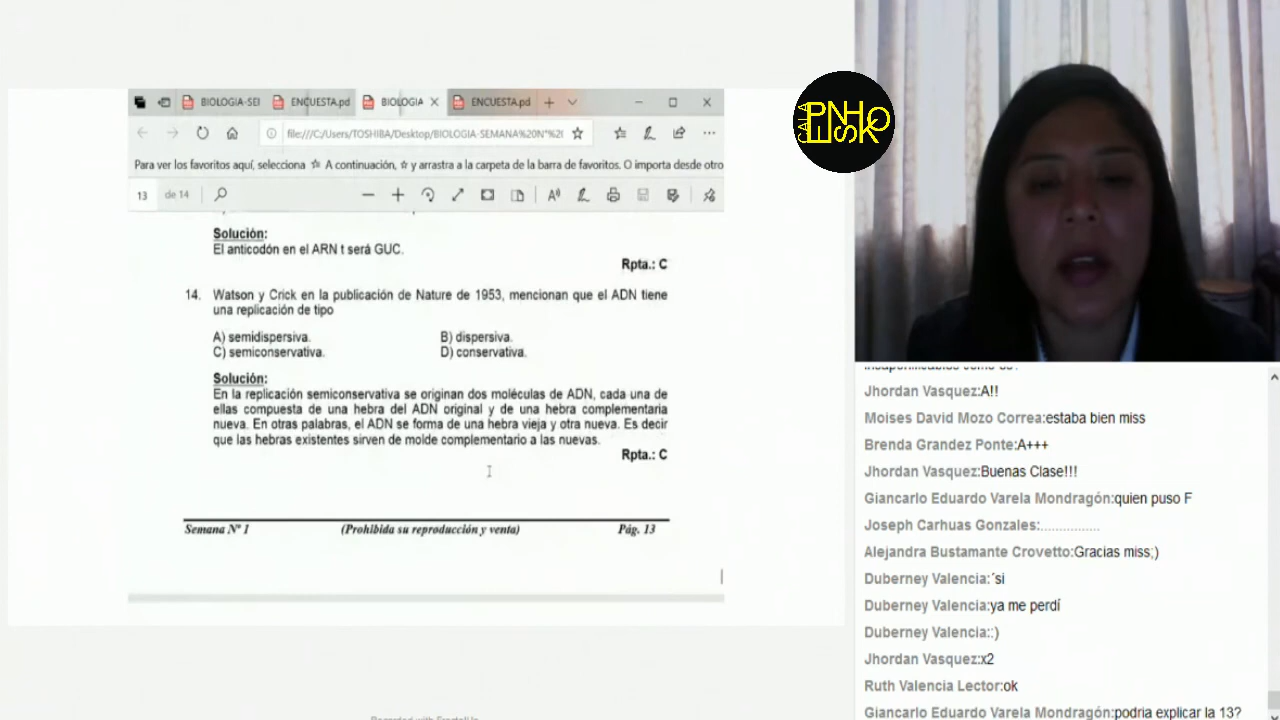 BIOLOGIA-SEI
ENCUESTA.pd
BIOLOGIA
ENCUESTA.pd
file:///C:/Users/TOSHIBA/Desktop/BIOLOGIA-SEMANA%20N°%2(
Para ver los favoritos aquí, selecciona A continuación, y arrastra a la carpeta de la barra de favoritos. O importa desde otro
13 de 14
Solución:
El anticodón en el ARN t será GUC.
Rpta.: C
14. Watson y Crick en la publicación de Nature de 1953, mencionan que el ADN tiene
una replicación de tipo
A) semidispersiva. B) dispersiva.
C) semiconservativa. D) conservativa.
Solución:
En la replicación semiconservativa se originan dos moléculas de ADN, cada una de
ellas compuesta de una hebra del ADN original y de una hebra complementaria
nueva. En otras palabras, el ADN se forma de una hebra vieja y otra nueva. Es decir
que las hebras existentes sirven de molde complementario a las nuevas.
Rpta.: C
Semana Nº 1 (Prohibida su reproducción y venta) Pág. 13
Jhordan Vasquez:A!!
Moises David Mozo Correa:estaba bien miss
Brenda Grandez Ponte:A+++
Jhordan Vasquez:Buenas Clase!!!
Giancarlo Eduardo Varela Mondragón:quien puso F
Joseph Carhuas Gonzales:...............
Alejandra Bustamante Crovetto:Gracias miss;)
Duberney Valencia:´si
Duberney Valencia:ya me perdí
Duberney Valencia::)
Jhordan Vasquez:x2
Ruth Valencia Lector:ok
Giancarlo Eduardo Varela Mondragón:podria explicar la 13?